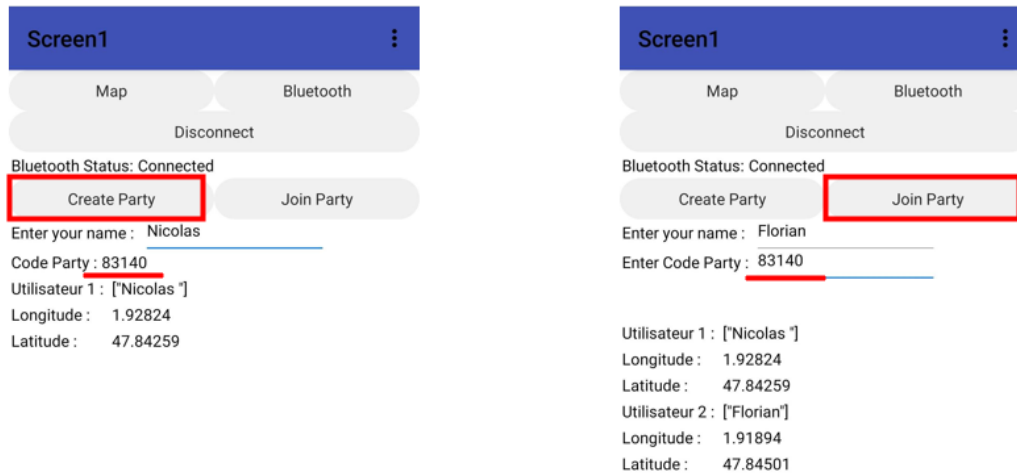 Screen1
Map Bluetooth
Disconnect
Bluetooth Status: Connected
Create Party Join Party
Enter your name : Nicolas
Code Party : 83140
Utilisateur 1 : ["Nicolas "]
Longitude : 1.92824
Latitude : 47.84259
Screen1
Map Bluetooth
Disconnect
Bluetooth Status: Connected
Create Party Join Party
Enter your name : Florian
Enter Code Party : 83140
Utilisateur 1 : ["Nicolas "]
Longitude : 1.92824
Latitude : 47.84259
Utilisateur 2 : ["Florian"]
Longitude : 1.91894
Latitude : 47.84501